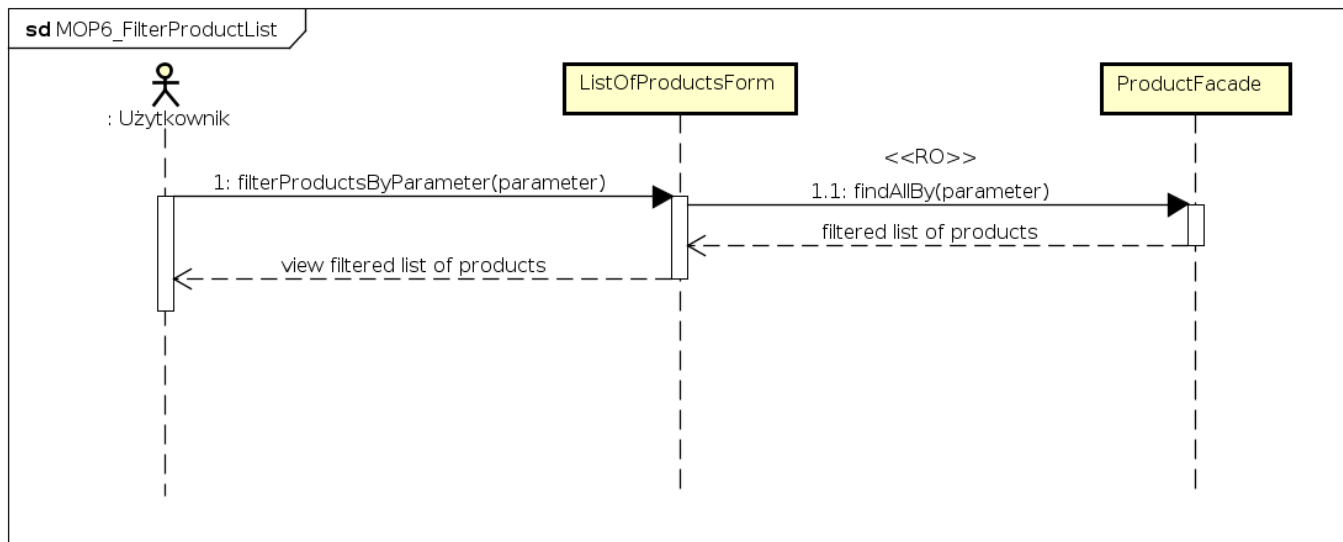 sd MOP6_FilterProductList
: Użytkownik
ListOfProductsForm
ProductFacade
<<RO>>
1: filterProductsByParameter(parameter)
1.1: findAllBy(parameter)
filtered list of products
view filtered list of products